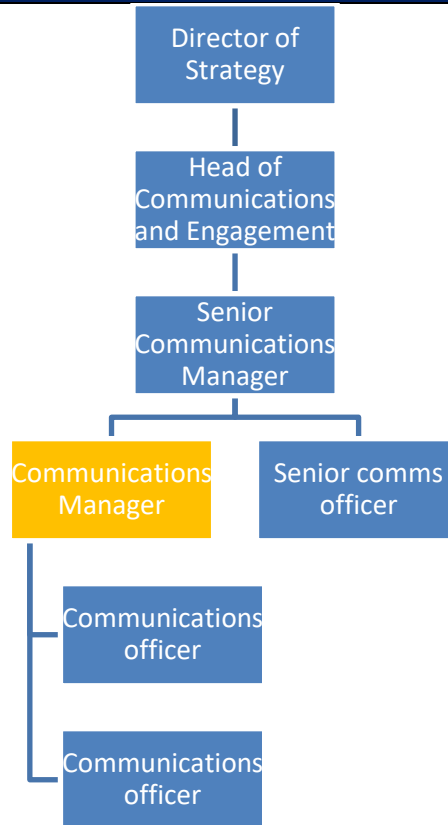 Director of
Strategy
Head of
Communications
and Engagement
Senior
Communications
Manager
Communications
Manager
Senior comms
officer
Communications
officer
Communications
officer